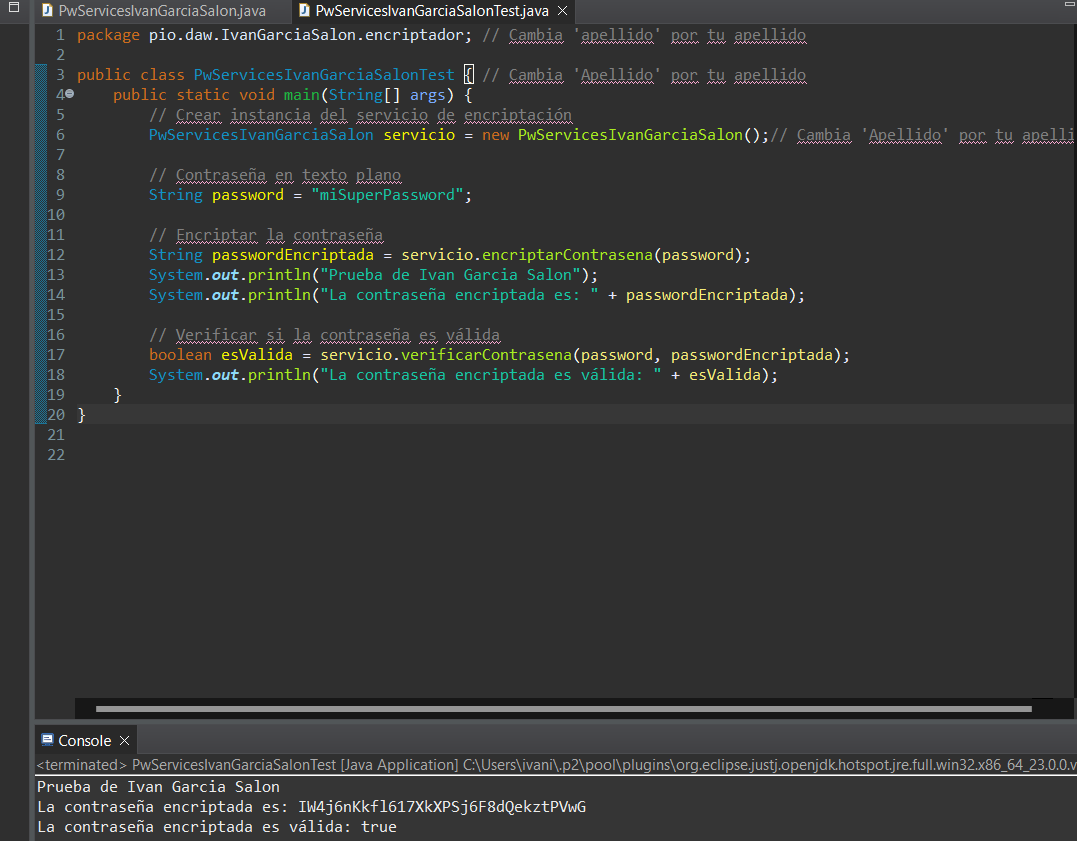 PwServicesIvanGarciaSalon.java PwServicesIvanGarciaSalonTest.java
1 package pio.daw.IvanGarciaSalon.encriptador; // Cambia 'apellido' por tu apellido
2
3 public class PwServicesIvanGarciaSalonTest { // Cambia 'Apellido' por tu apellido
4 public static void main(String[] args) {
5 // Crear instancia del servicio de encriptación
6 PwServicesIvanGarciaSalon servicio = new PwServicesIvanGarciaSalon();// Cambia 'Apellido' por tu apelli
7
8 // Contraseña en texto plano
9 String password = "miSuperPassword";
10
11 // Encriptar la contraseña
12 String passwordEncriptada = servicio.encriptarContrasena(password);
13 System.out.println("Prueba de Ivan Garcia Salon");
14 System.out.println("La contraseña encriptada es: " + passwordEncriptada);
15
16 // Verificar si la contraseña es válida
17 boolean esValida = servicio.verificarContrasena(password, passwordEncriptada);
18 System.out.println("La contraseña encriptada es válida: " + esValida);
19 }
20 }
21
22
Console
<terminated> PwServicesIvanGarciaSalonTest [Java Application] C:\Users\ivani\.p2\pool\plugins\org.eclipse.justj.openjdk.hotspot.jre.full.win32.x86_64_23.0.0.v
Prueba de Ivan Garcia Salon
La contraseña encriptada es: IW4j6nKkfl617XkXPSj6F8dQekztPVwG
La contraseña encriptada es válida: true